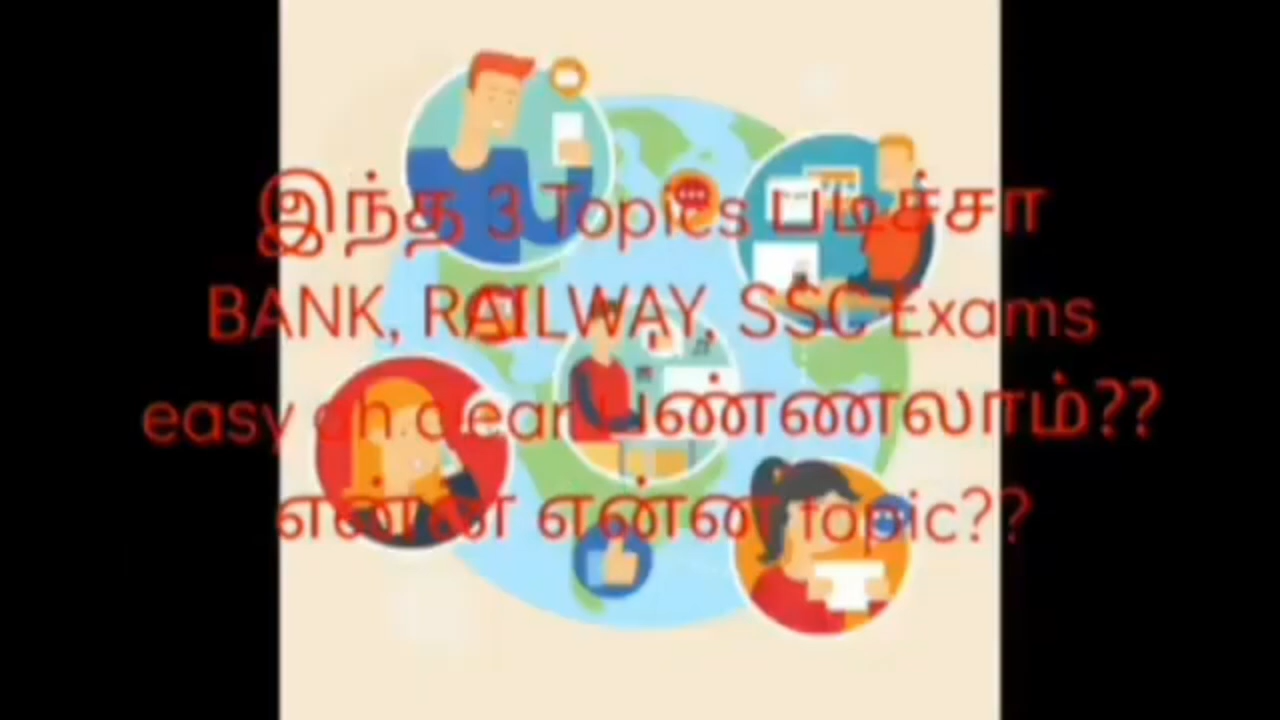 இந்த 3 Topics படிச்சா
BANK, RAILWAY, SSC Exams
easy ah clear பண்ணலாம்??
என்ன என்ன topic??